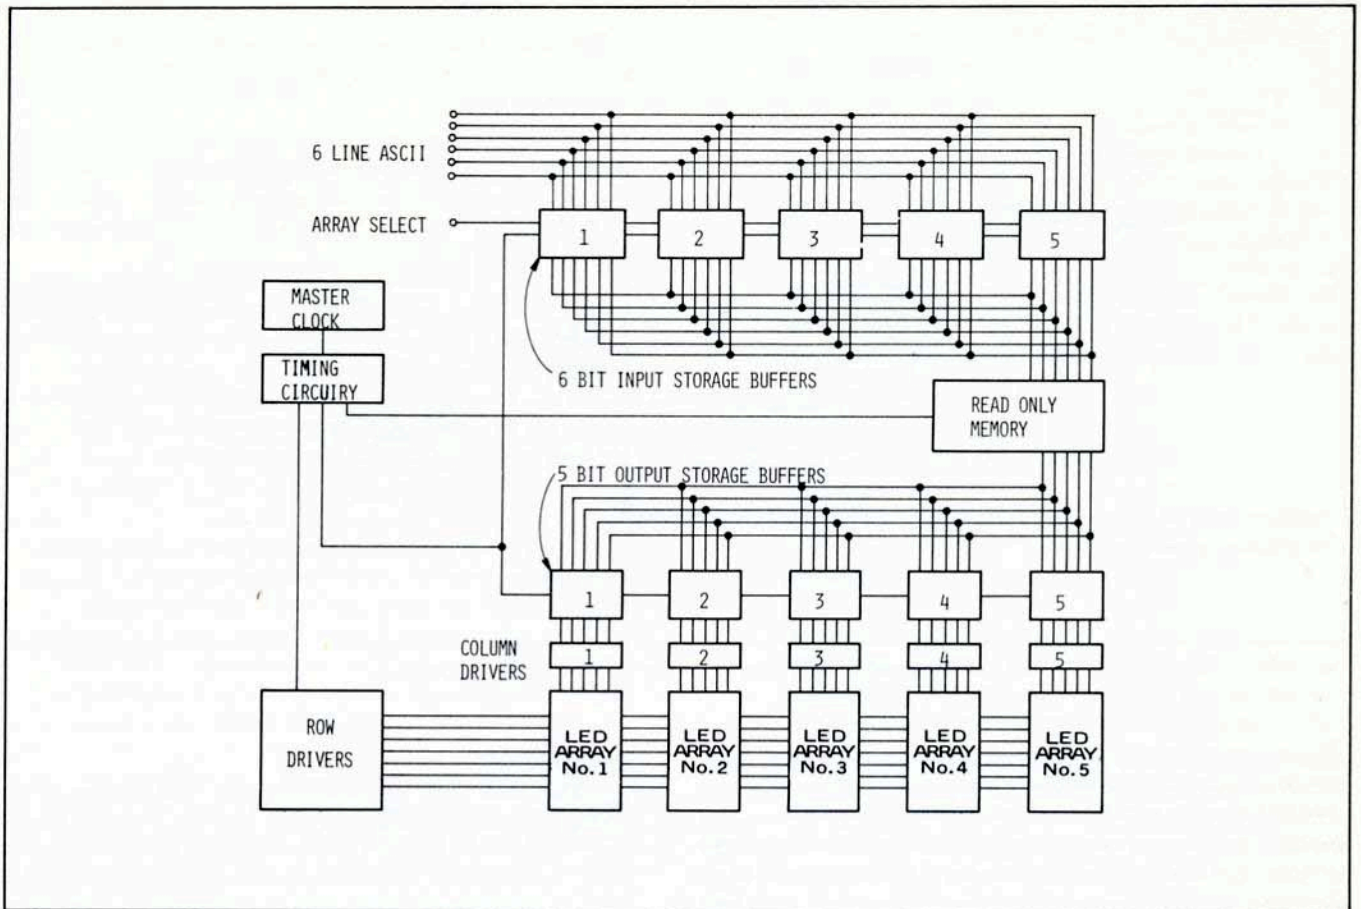 6 LINE ASCII
ARRAY SELECT
1 2 3 4 5
MASTER
CLOCK
TIMING
CIRCUIRY
6 BIT INPUT STORAGE BUFFERS
READ ONLY
MEMORY
5 BIT OUTPUT STORAGE BUFFERS
1 2 3 4 5
COLUMN
DRIVERS
1 2 3 4 5
ROW
DRIVERS
LED
ARRAY
No.1
LED
ARRAY
No.2
LED
ARRAY
No.3
LED
ARRAY
No.4
LED
ARRAY
No.5